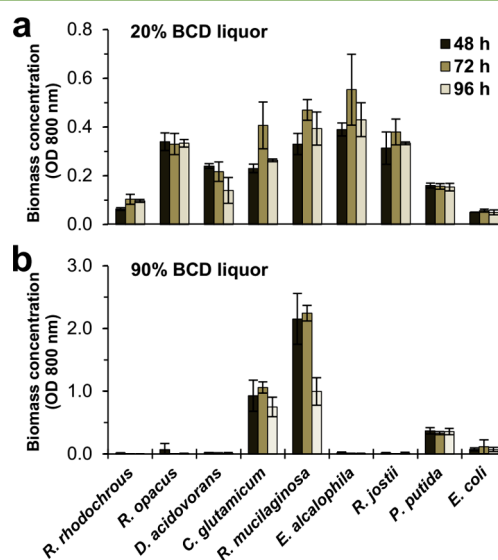 a
20% BCD liquor
48 h
72 h
96 h
Biomass concentration
(OD 800 nm)
0.8
0.6
0.4
0.2
0.0
b
90% BCD liquor
Biomass concentration
(OD 800 nm)
3.0
2.0
1.0
0.0
R. rhodochrous
R. opacus
D. acidovorans
C. glutamicum
R. mucilaginosa
E. alcalophila
R. jostii
P. putida
E. coli